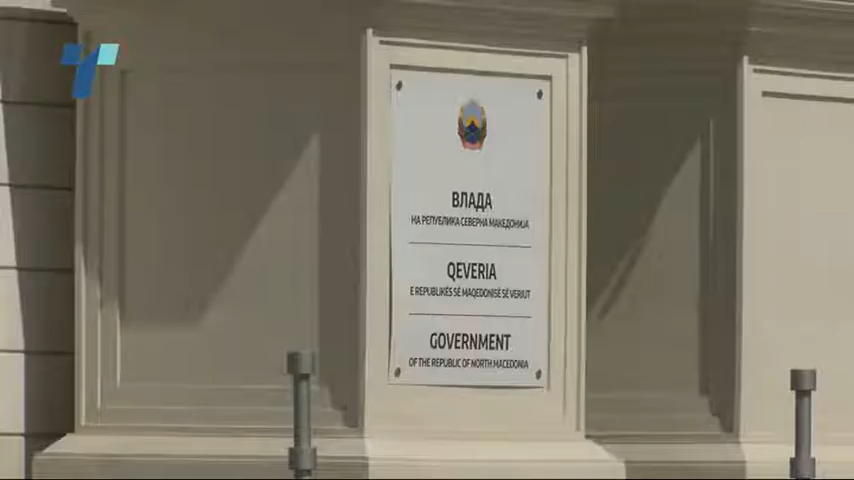 ВЛАДА
НА РЕПУБЛИКА СЕВЕРНА МАКЕДОНИЈА
QEVERIA
E REPUBLIKËS SË MAQEDONISË SË VERIUT
GOVERNMENT
OF THE REPUBLIC OF NORTH MACEDONIA